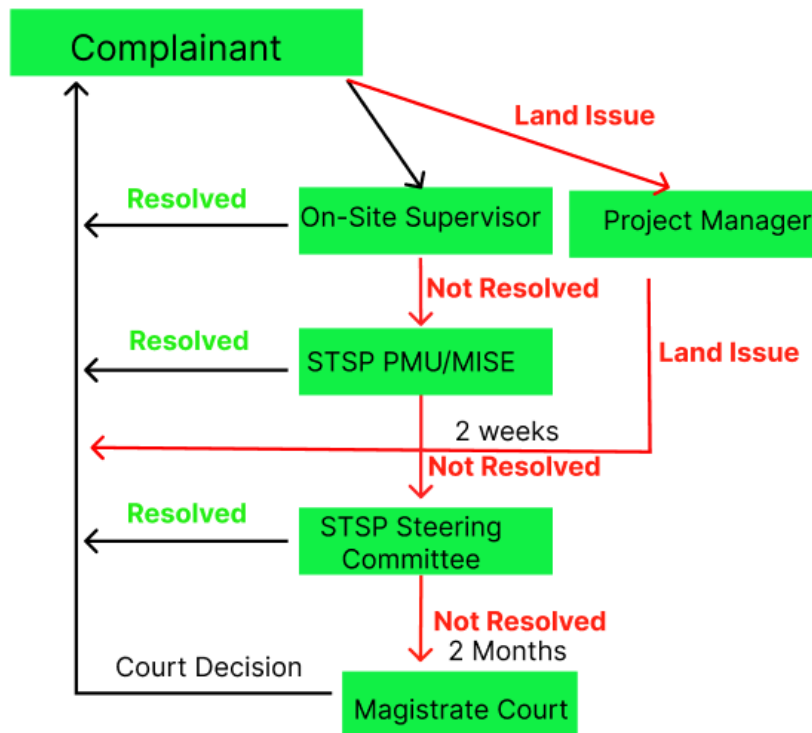 Complainant
Land Issue
Resolved
On-Site Supervisor
Project Manager
Not Resolved
Resolved
STSP PMU/MISE
Land Issue
2 weeks
Not Resolved
Resolved
STSP Steering
Committee
Not Resolved
2 Months
Court Decision
Magistrate Court